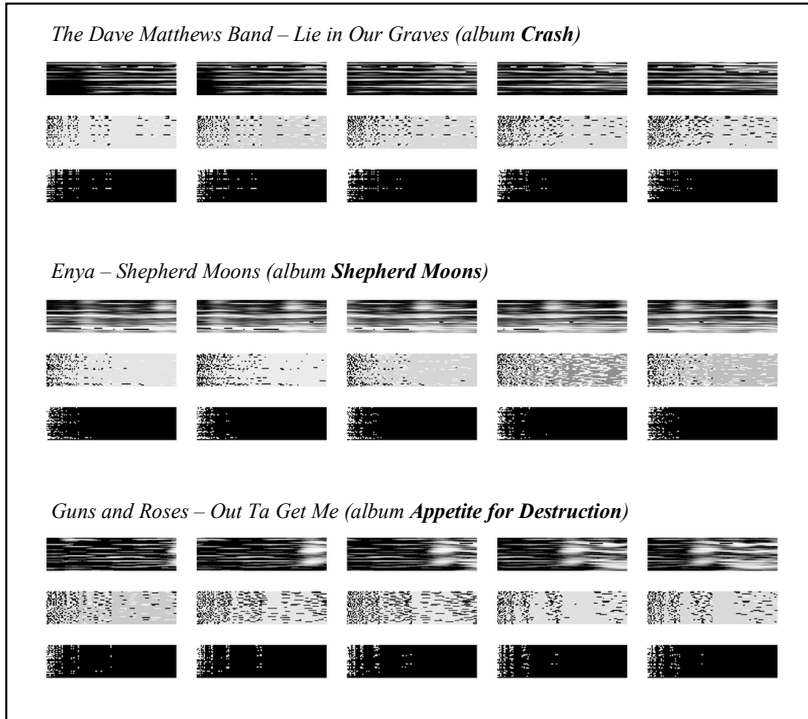 The Dave Matthews Band – Lie in Our Graves (album Crash)
Enya – Shepherd Moons (album Shepherd Moons)
Guns and Roses – Out Ta Get Me (album Appetite for Destruction)